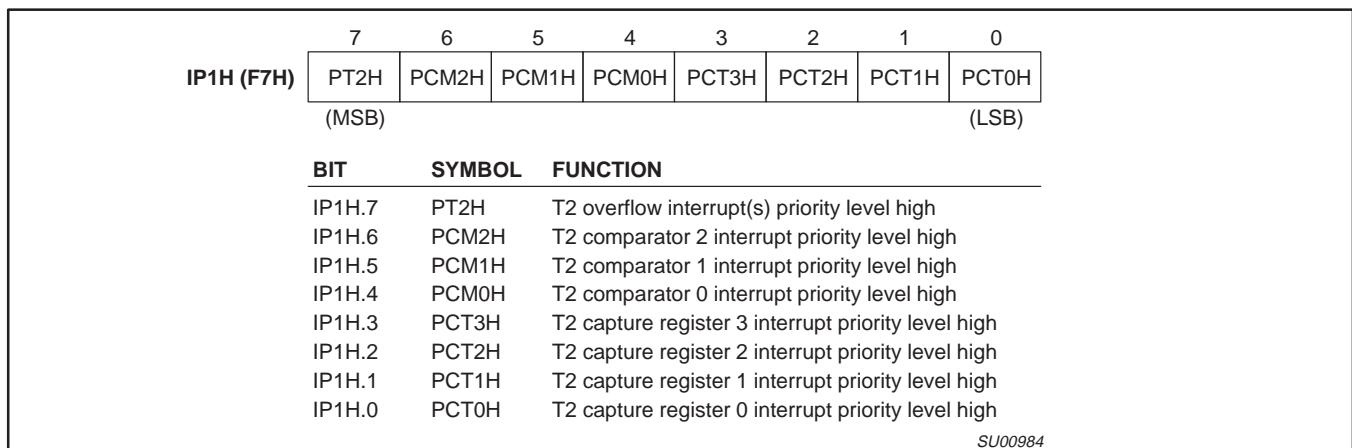 7 6 5 4 3 2 1 0
IP1H (F7H) PT2H PCM2H PCM1H PCM0H PCT3H PCT2H PCT1H PCT0H
(MSB) (LSB)
BIT SYMBOL FUNCTION
IP1H.7 PT2H T2 overflow interrupt(s) priority level high
IP1H.6 PCM2H T2 comparator 2 interrupt priority level high
IP1H.5 PCM1H T2 comparator 1 interrupt priority level high
IP1H.4 PCM0H T2 comparator 0 interrupt priority level high
IP1H.3 PCT3H T2 capture register 3 interrupt priority level high
IP1H.2 PCT2H T2 capture register 2 interrupt priority level high
IP1H.1 PCT1H T2 capture register 1 interrupt priority level high
IP1H.0 PCT0H T2 capture register 0 interrupt priority level high
SU00984